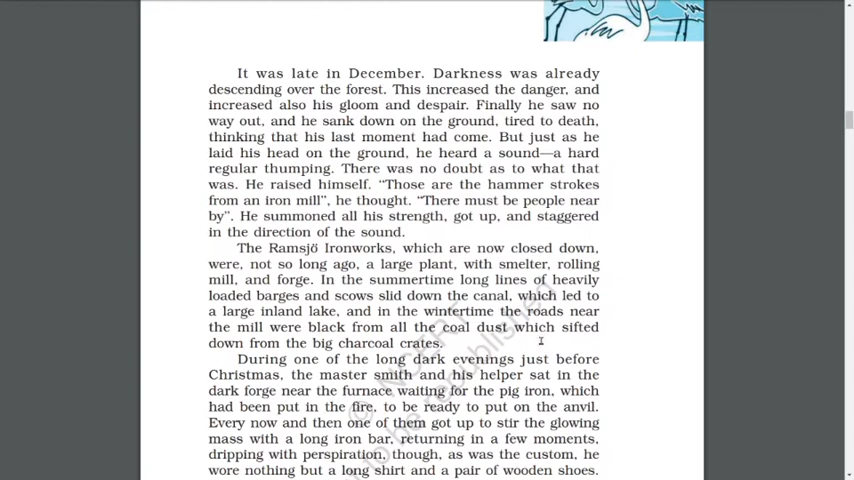 It was late in December. Darkness was already
descending over the forest. This increased the danger, and
increased also his gloom and despair. Finally he saw no
way out, and he sank down on the ground, tired to death,
thinking that his last moment had come. But just as he
laid his head on the ground, he heard a sound—a hard
regular thumping. There was no doubt as to what that
was. He raised himself. “Those are the hammer strokes
from an iron mill”, he thought. “There must be people near
by”. He summoned all his strength, got up, and staggered
in the direction of the sound.
The Ramsjö Ironworks, which are now closed down,
were, not so long ago, a large plant, with smelter, rolling
mill, and forge. In the summertime long lines of heavily
loaded barges and scows slid down the canal, which led to
a large inland lake, and in the wintertime the roads near
the mill were black from all the coal dust which sifted
down from the big charcoal crates.
During one of the long dark evenings just before
Christmas, the master smith and his helper sat in the
dark forge near the furnace waiting for the pig iron, which
had been put in the fire, to be ready to put on the anvil.
Every now and then one of them got up to stir the glowing
mass with a long iron bar, returning in a few moments,
dripping with perspiration, though, as was the custom, he
wore nothing but a long shirt and a pair of wooden shoes.
© NCERT
to be republished